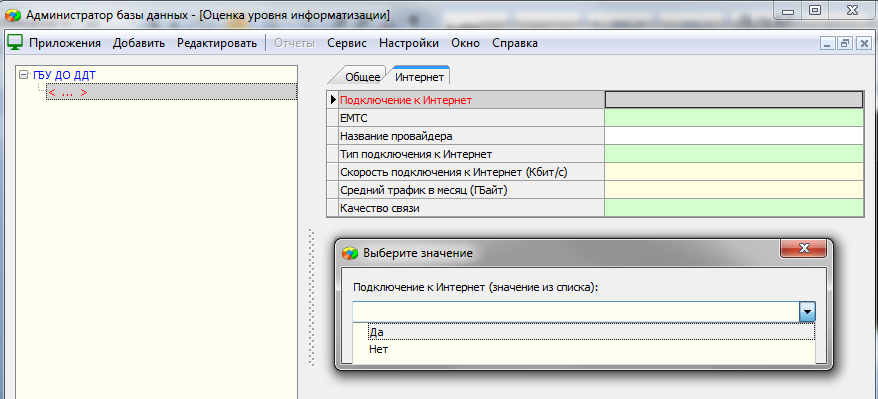 Администратор базы данных - [Оценка уровня информатизации]
Приложения Добавить Редактировать Отчеты Сервис Настройки Окно Справка
ГБУ ДО ДДТ
< ... >
Общее Интернет
Подключение к Интернет
ЕМТС
Название провайдера
Тип подключения к Интернет
Скорость подключения к Интернет (Кбит/с)
Средний трафик в месяц (ГБайт)
Качество связи
Выберите значение
Подключение к Интернет (значение из списка):
Да
Нет